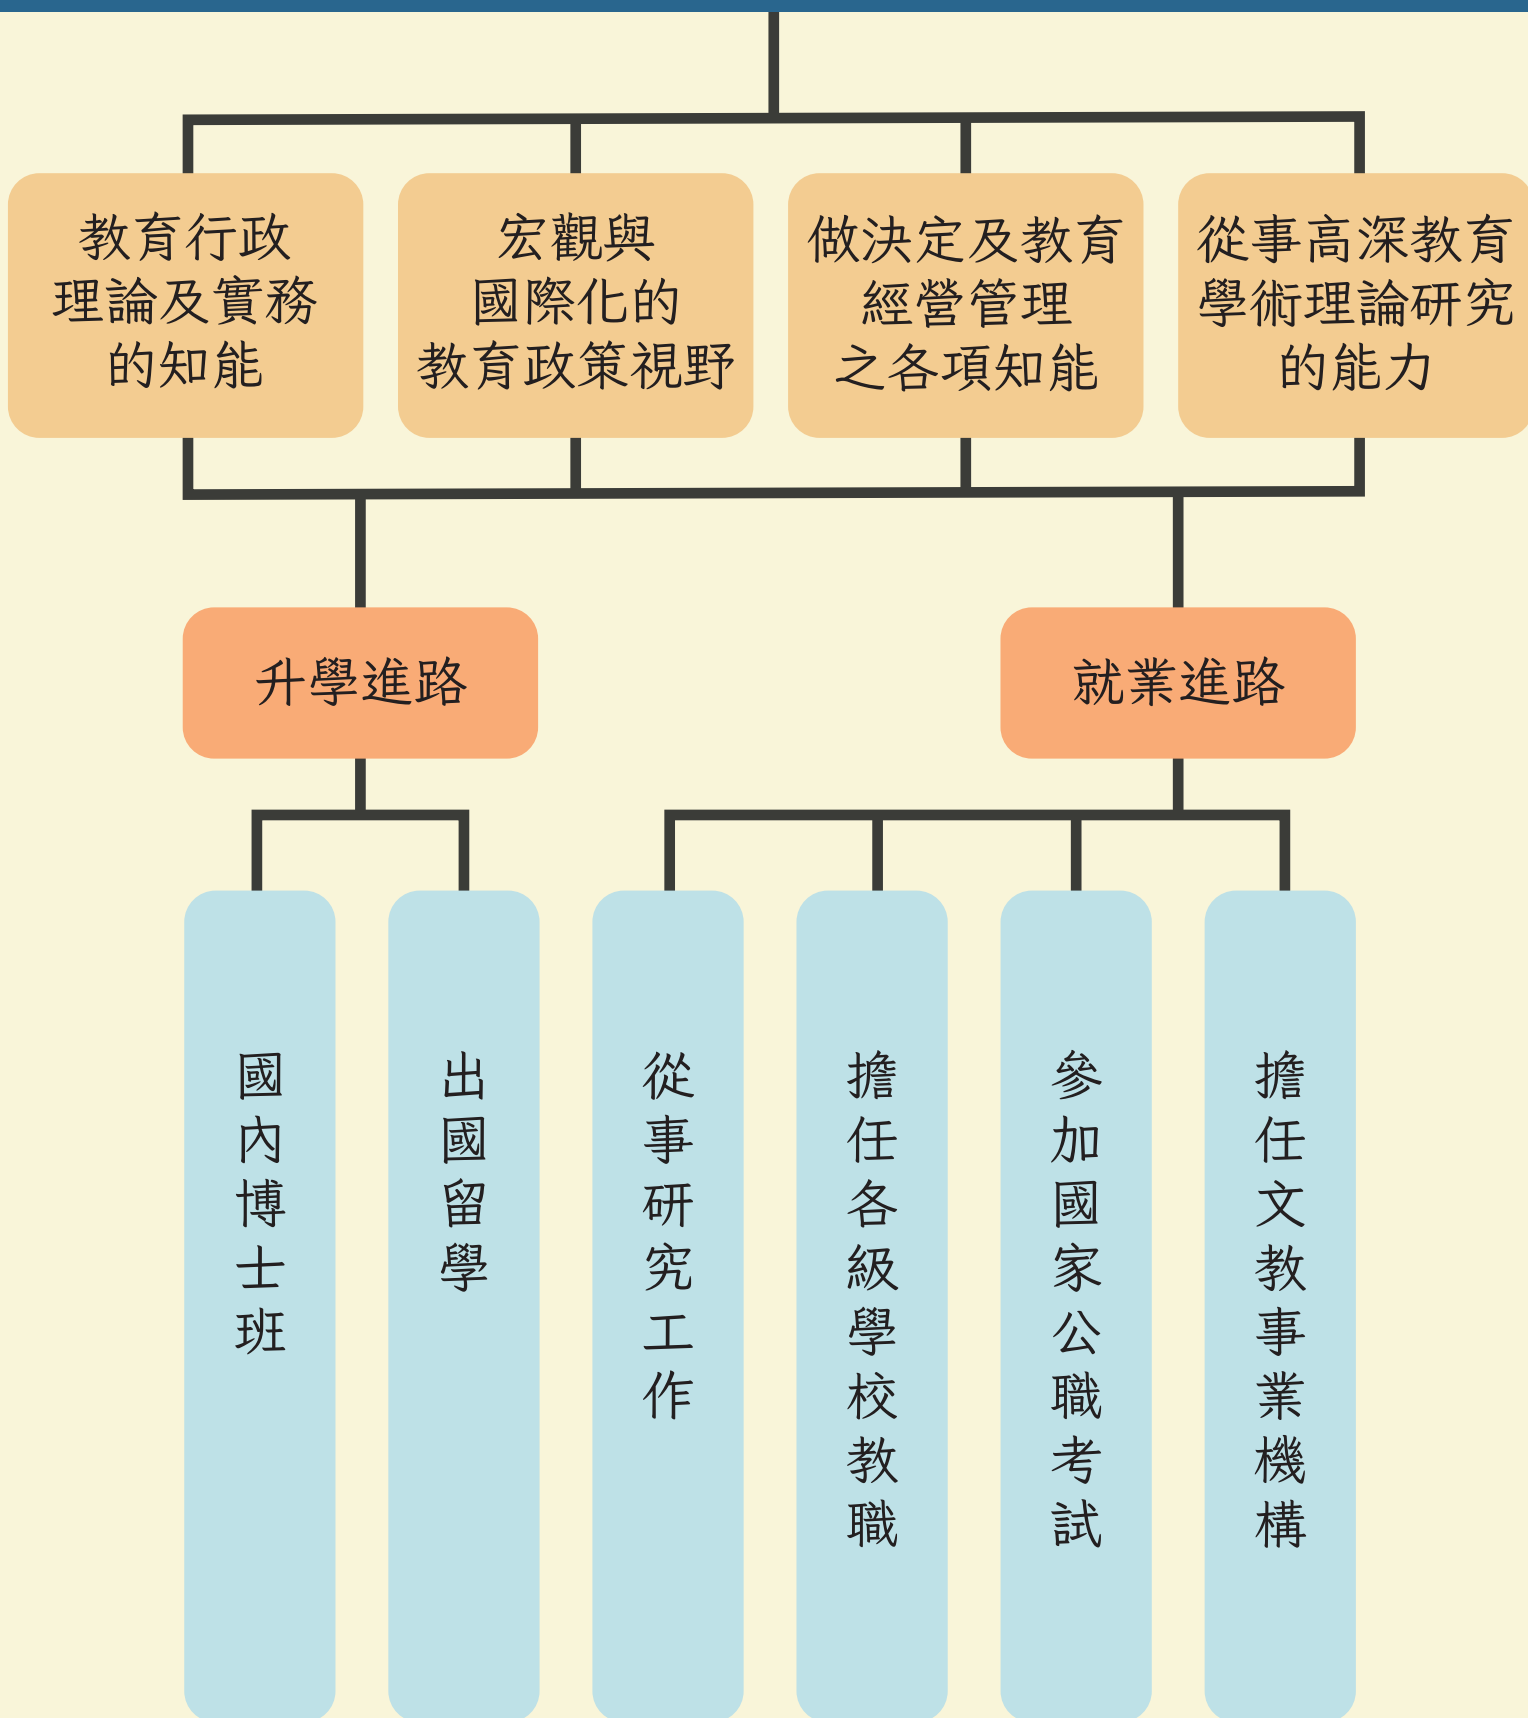 教育行政
理論及實務
的知能
宏觀與
國際化的
教育政策視野
做決定及教育
經營管理
之各項知能
從事高深教育
學術理論研究
的能力
升學進路
就業進路
國內博士班
出國留學
從事研究工作
擔任各級學校教職
參加國家公職考試
擔任文教事業機構